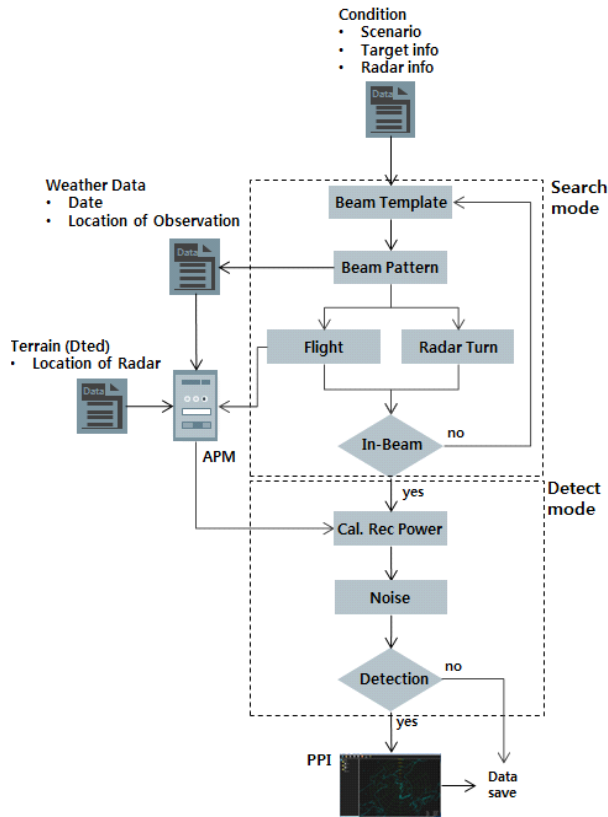 Condition
• Scenario
• Target info
• Radar info
Data
Search
mode
Beam Template
Weather Data
• Date
• Location of Observation
Data
Beam Pattern
Flight
Radar Turn
Terrain (Dted)
• Location of Radar
Data
APM
In-Beam
no
yes
Detect
mode
Cal. Rec Power
Noise
Detection
no
yes
PPI
Data
save